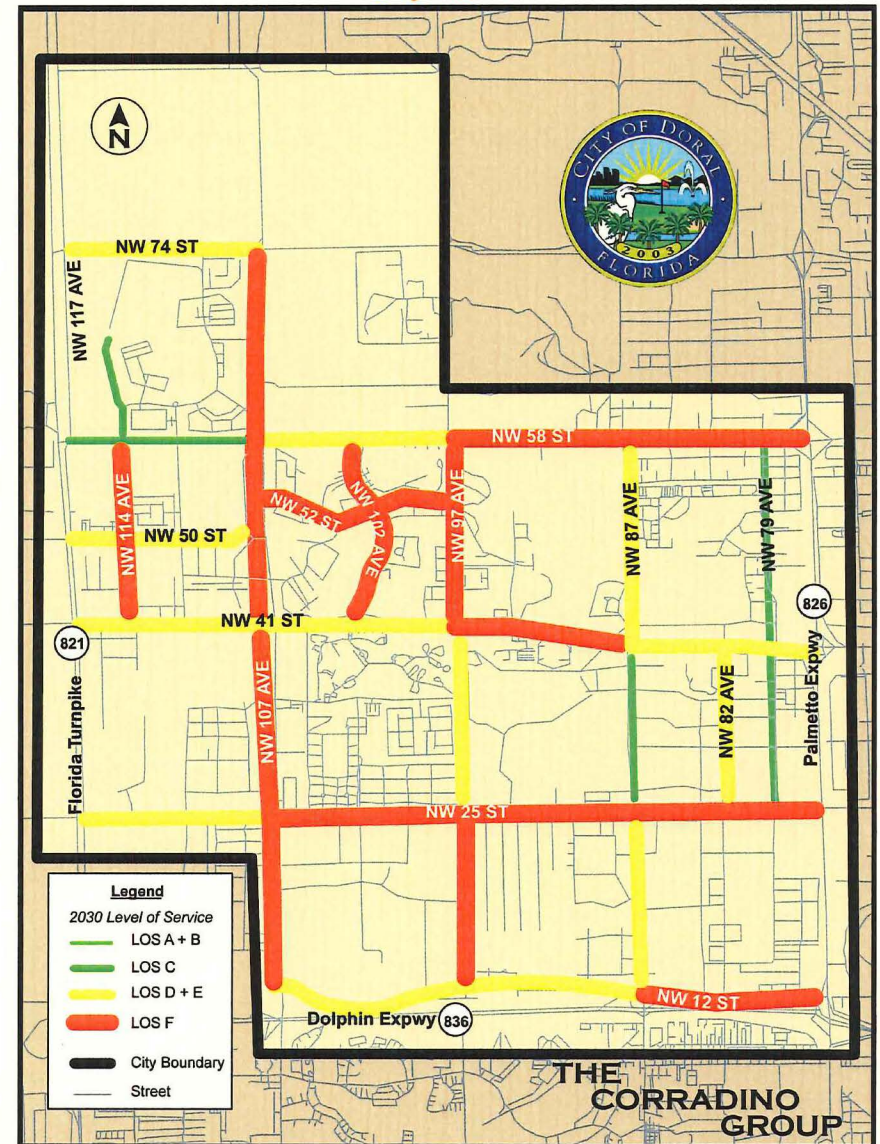 N
CITY OF DORAL
2003
FLORIDA
NW 74 ST
NW 117 AVE
NW 58 ST
NW 114 AVE
NW 52 ST
NW 102 AVE
NW 97 AVE
NW 87 AVE
NW 79 AVE
NW 50 ST
826
NW 41 ST
821
NW 107 AVE
NW 82 AVE
Palmetto Expwy
Florida Turnpike
NW 25 ST
Legend
2030 Level of Service
LOS A + B
LOS C
LOS D + E
LOS F
City Boundary
Street
NW 12 ST
Dolphin Expwy 836
THE
CORRADINO
GROUP